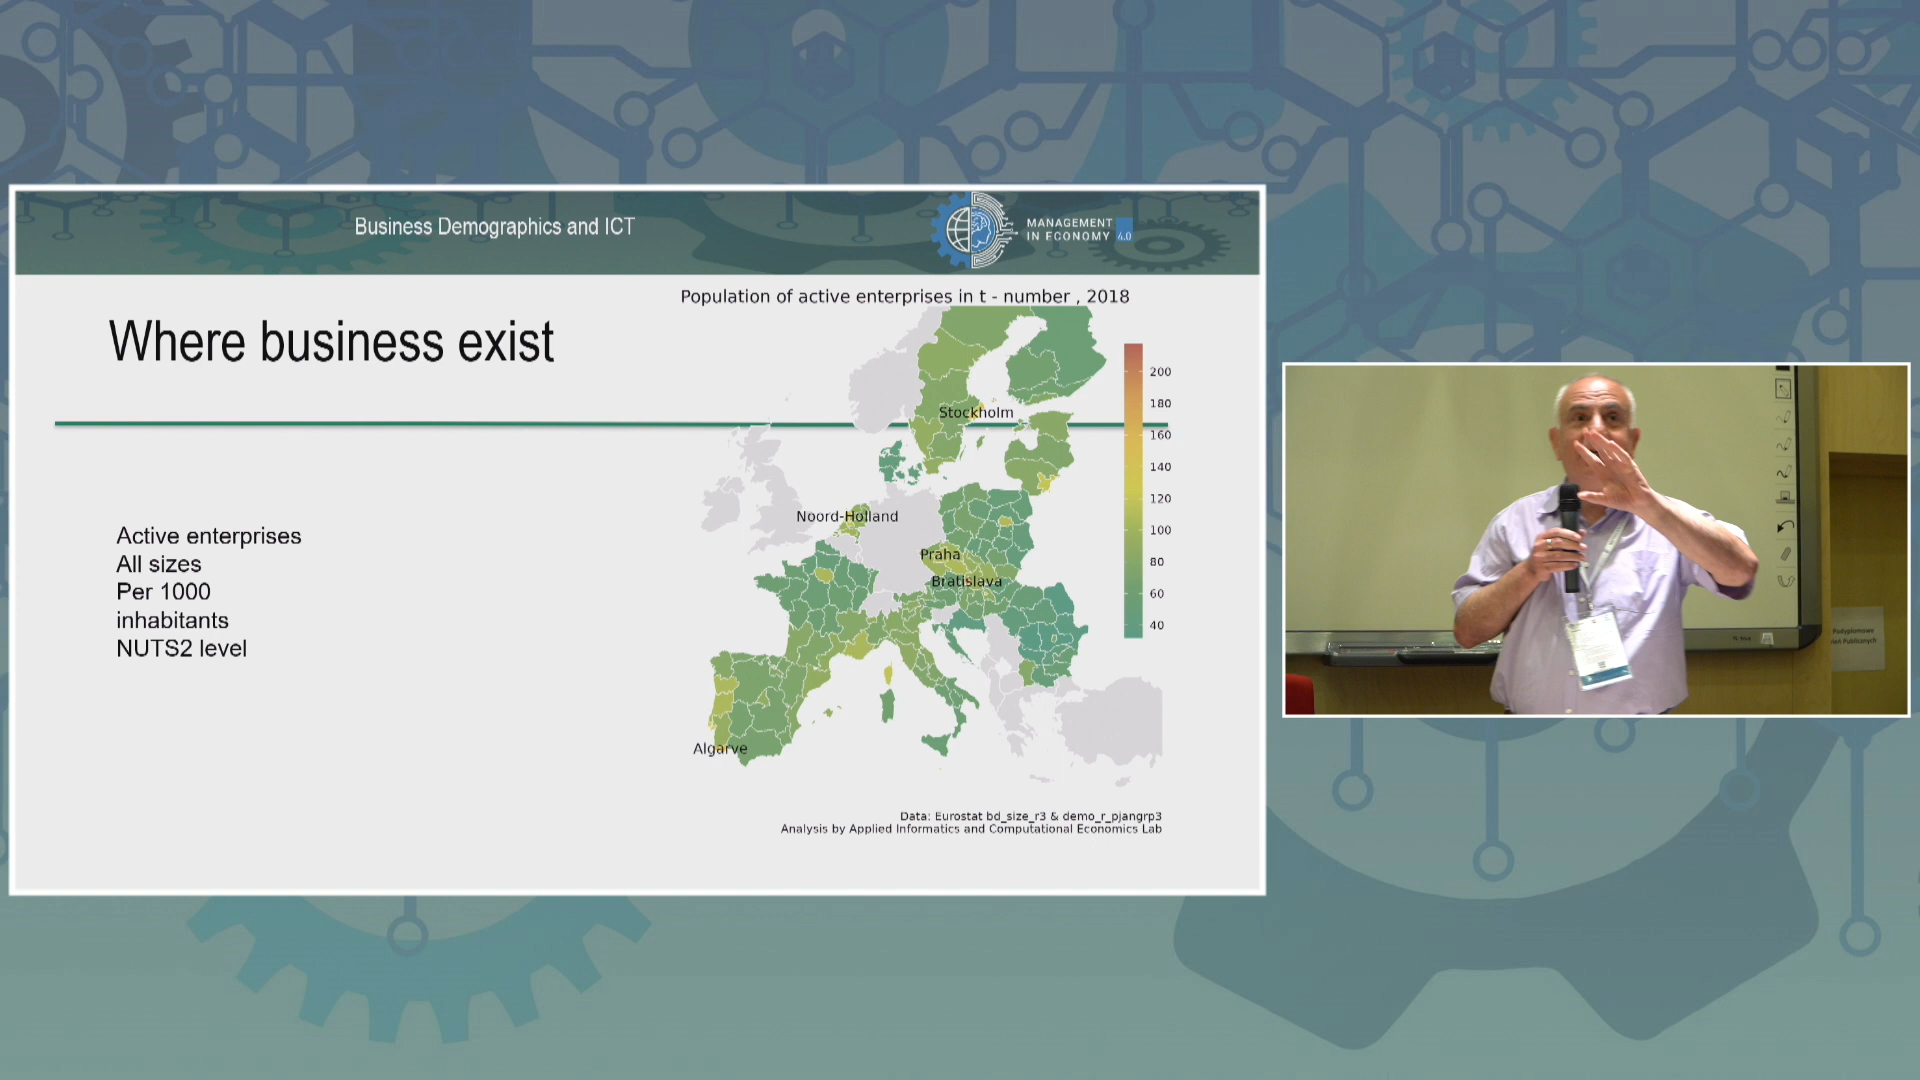 Business Demographics and ICT
MANAGEMENT
IN ECONOMY 4.0
Population of active enterprises in t - number , 2018
Where business exist
200
180
160
140
120
100
80
60
40
Stockholm
Noord-Holland
Praha
Bratislava
Algarve
Active enterprises
All sizes
Per 1000
inhabitants
NUTS2 level
Data: Eurostat bd_size_r3 & demo_r_pjangrp3
Analysis by Applied Informatics and Computational Economics Lab
Podyplomowe